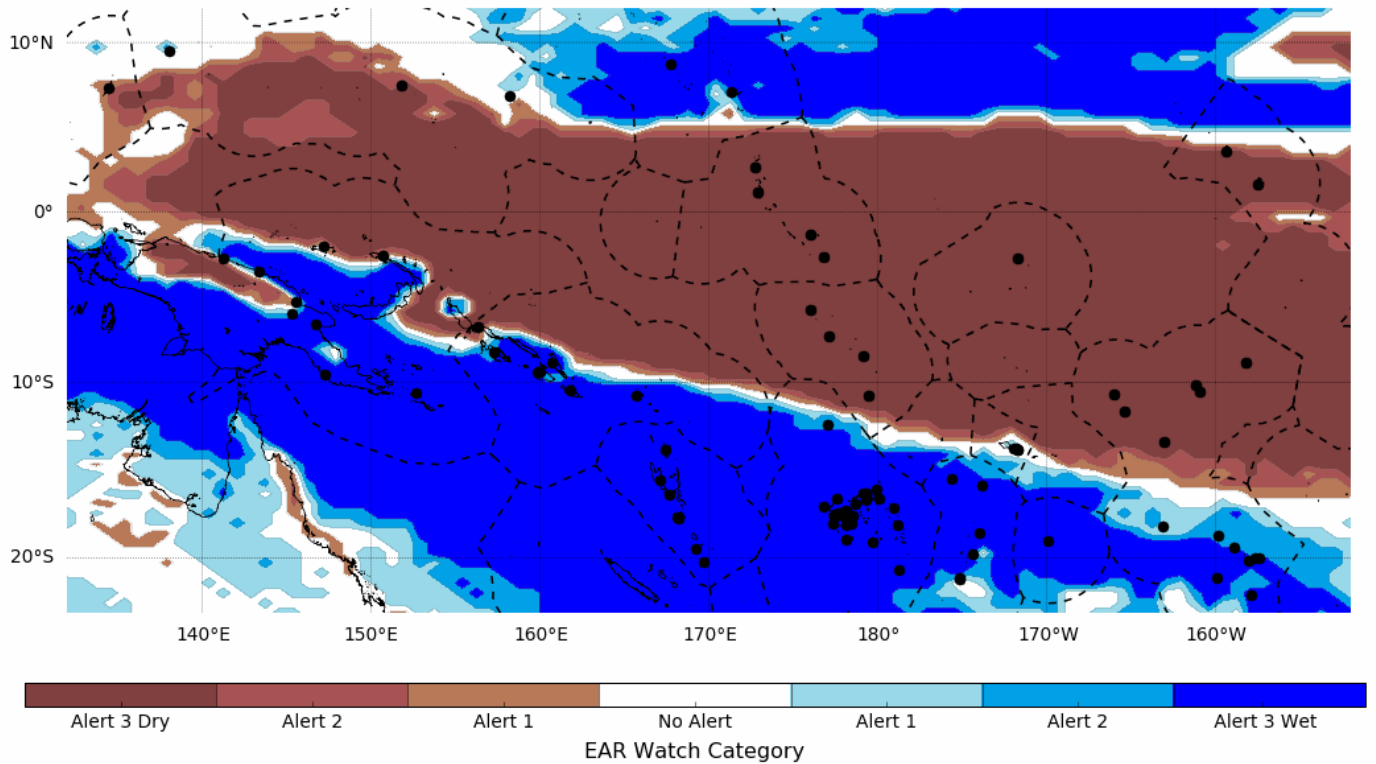 10°N
0°
10°S
20°S
140°E 150°E 160°E 170°E 180° 170°W 160°W
Alert 3 Dry Alert 2 Alert 1 No Alert Alert 1 Alert 2 Alert 3 Wet
EAR Watch Category